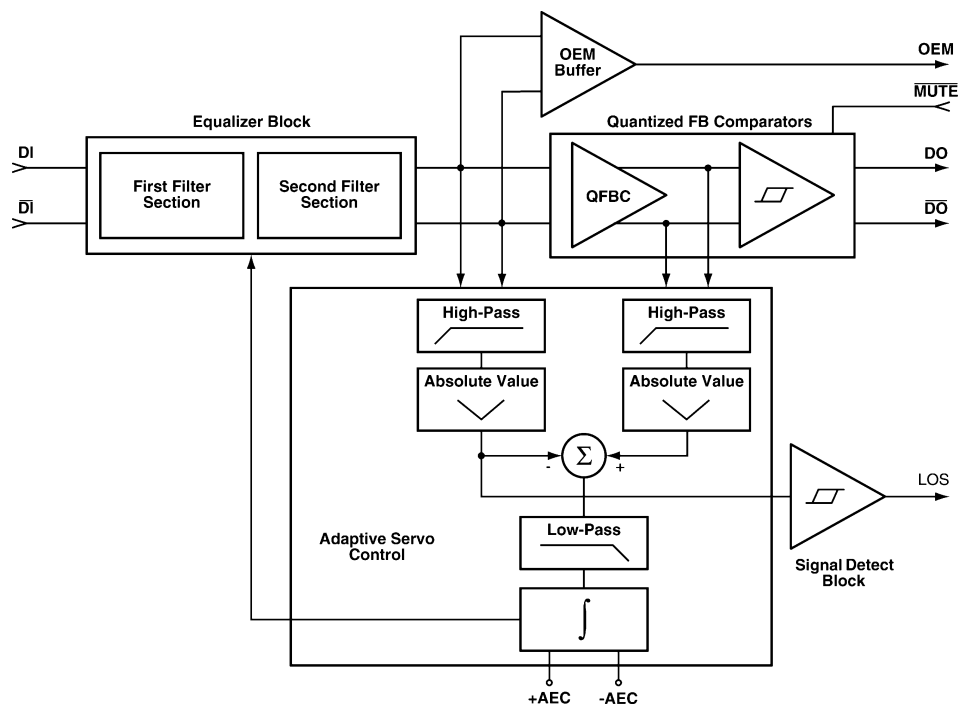 OEM
Buffer
OEM
MUTE
Equalizer Block
Quantized FB Comparators
DI
First Filter
Section
Second Filter
Section
QFBC
DO
DI
DO
High-Pass
High-Pass
Absolute Value
Absolute Value
Σ
-
+
LOS
Low-Pass
Adaptive Servo
Control
Signal Detect
Block
∫
+AEC
-AEC